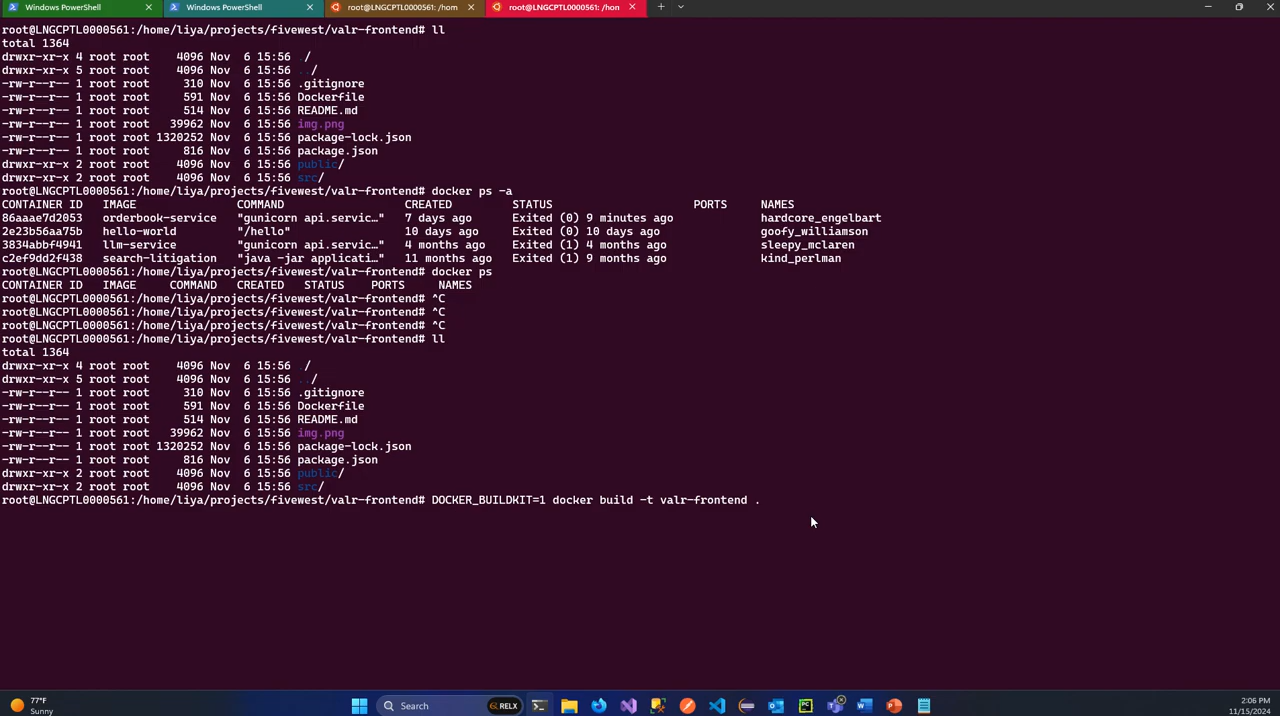 Windows PowerShell
Windows PowerShell
root@LNGCPTL0000561: /hom
root@LNGCPTL0000561: /hon
root@LNGCPTL0000561:/home/liya/projects/fivewest/valr-frontend# ll
total 1364
drwxr-xr-x 4 root root    4096 Nov  6 15:56 ./
drwxr-xr-x 5 root root    4096 Nov  6 15:56 ../
-rw-r--r-- 1 root root     310 Nov  6 15:56 .gitignore
-rw-r--r-- 1 root root     591 Nov  6 15:56 Dockerfile
-rw-r--r-- 1 root root     514 Nov  6 15:56 README.md
-rw-r--r-- 1 root root   39962 Nov  6 15:56 img.png
-rw-r--r-- 1 root root 1320252 Nov  6 15:56 package-lock.json
-rw-r--r-- 1 root root     816 Nov  6 15:56 package.json
drwxr-xr-x 2 root root    4096 Nov  6 15:56 public/
drwxr-xr-x 2 root root    4096 Nov  6 15:56 src/
root@LNGCPTL0000561:/home/liya/projects/fivewest/valr-frontend# docker ps -a
CONTAINER ID   IMAGE               COMMAND                  CREATED         STATUS                     PORTS     NAMES
86aaae7d2053   orderbook-service   "gunicorn api.servic…"   7 days ago      Exited (0) 9 minutes ago             hardcore_engelbart
2e23b56aa75b   hello-world         "/hello"                 10 days ago     Exited (0) 10 days ago               goofy_williamson
3834abbf4941   llm-service         "gunicorn api.servic…"   4 months ago    Exited (1) 4 months ago              sleepy_mclaren
c2ef9dd2f438   search-litigation   "java -jar applicati…"   11 months ago   Exited (1) 9 months ago              kind_perlman
root@LNGCPTL0000561:/home/liya/projects/fivewest/valr-frontend# docker ps
CONTAINER ID   IMAGE     COMMAND   CREATED   STATUS    PORTS     NAMES
root@LNGCPTL0000561:/home/liya/projects/fivewest/valr-frontend# ^C
root@LNGCPTL0000561:/home/liya/projects/fivewest/valr-frontend# ^C
root@LNGCPTL0000561:/home/liya/projects/fivewest/valr-frontend# ^C
root@LNGCPTL0000561:/home/liya/projects/fivewest/valr-frontend# ll
total 1364
drwxr-xr-x 4 root root    4096 Nov  6 15:56 ./
drwxr-xr-x 5 root root    4096 Nov  6 15:56 ../
-rw-r--r-- 1 root root     310 Nov  6 15:56 .gitignore
-rw-r--r-- 1 root root     591 Nov  6 15:56 Dockerfile
-rw-r--r-- 1 root root     514 Nov  6 15:56 README.md
-rw-r--r-- 1 root root   39962 Nov  6 15:56 img.png
-rw-r--r-- 1 root root 1320252 Nov  6 15:56 package-lock.json
-rw-r--r-- 1 root root     816 Nov  6 15:56 package.json
drwxr-xr-x 2 root root    4096 Nov  6 15:56 public/
drwxr-xr-x 2 root root    4096 Nov  6 15:56 src/
root@LNGCPTL0000561:/home/liya/projects/fivewest/valr-frontend# DOCKER_BUILDKIT=1 docker build -t valr-frontend .
77°F
Sunny
Search
RELX
2:06 PM
11/15/2024